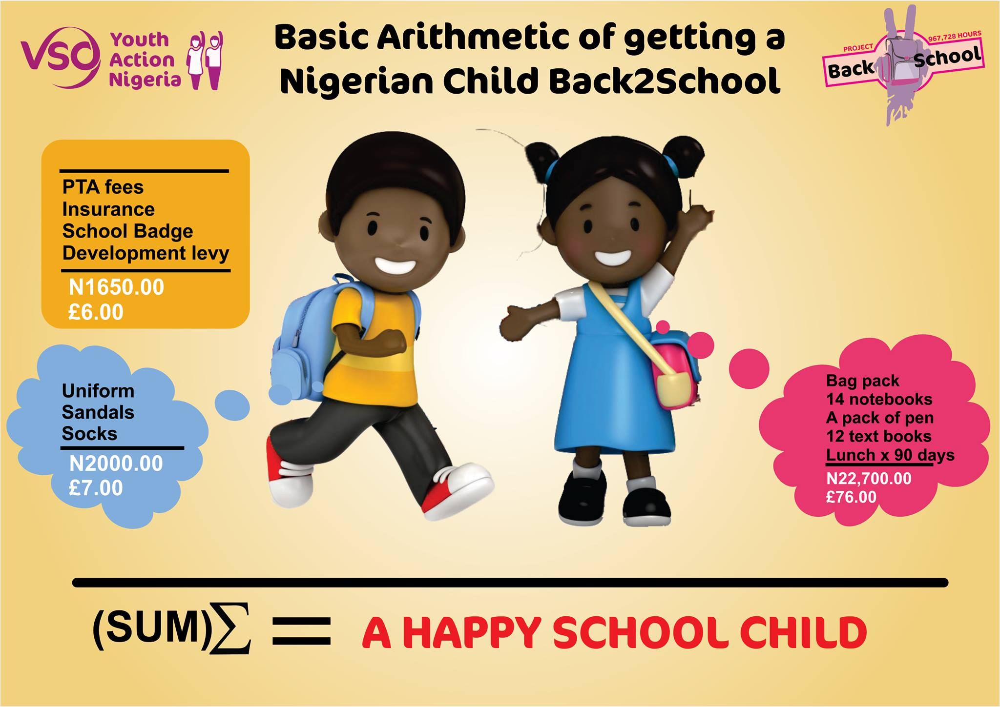 VSO
Youth
Action
Nigeria
Basic Arithmetic of getting a
Nigerian Child Back2School
PROJECT
967,728 HOURS
Back
School
PTA fees
Insurance
School Badge
Development levy
N1650.00
£6.00
Uniform
Sandals
Socks
N2000.00
£7.00
Bag pack
14 notebooks
A pack of pen
12 text books
Lunch x 90 days
N22,700.00
£76.00
(SUM)∑ = A HAPPY SCHOOL CHILD